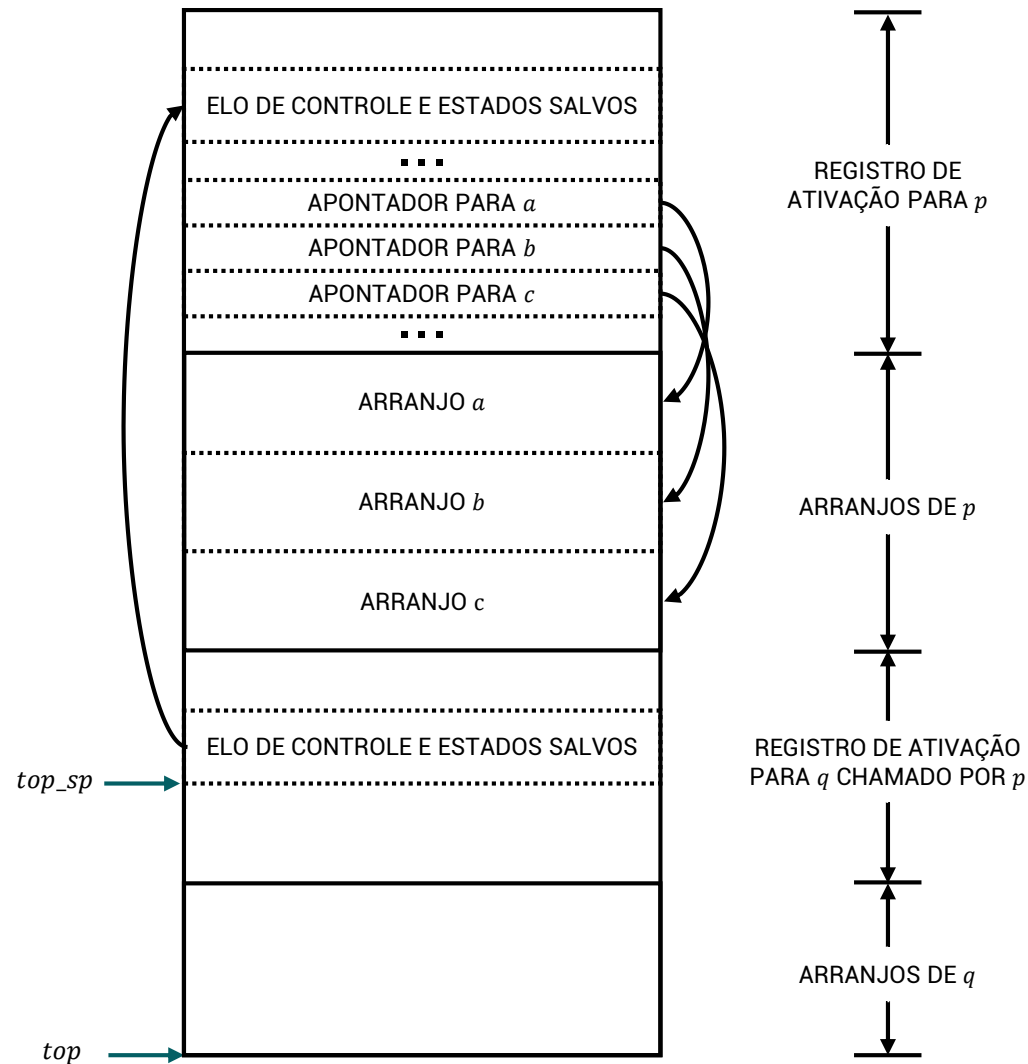 ELO DE CONTROLE E ESTADOS SALVOS
...
APONTADOR PARA a
APONTADOR PARA b
APONTADOR PARA c
...
ARRANJO a
ARRANJO b
ARRANJO c
ELO DE CONTROLE E ESTADOS SALVOS
top_sp
top
REGISTRO DE
ATIVAÇÃO PARA p
ARRANJOS DE p
REGISTRO DE ATIVAÇÃO
PARA q CHAMADO POR p
ARRANJOS DE q